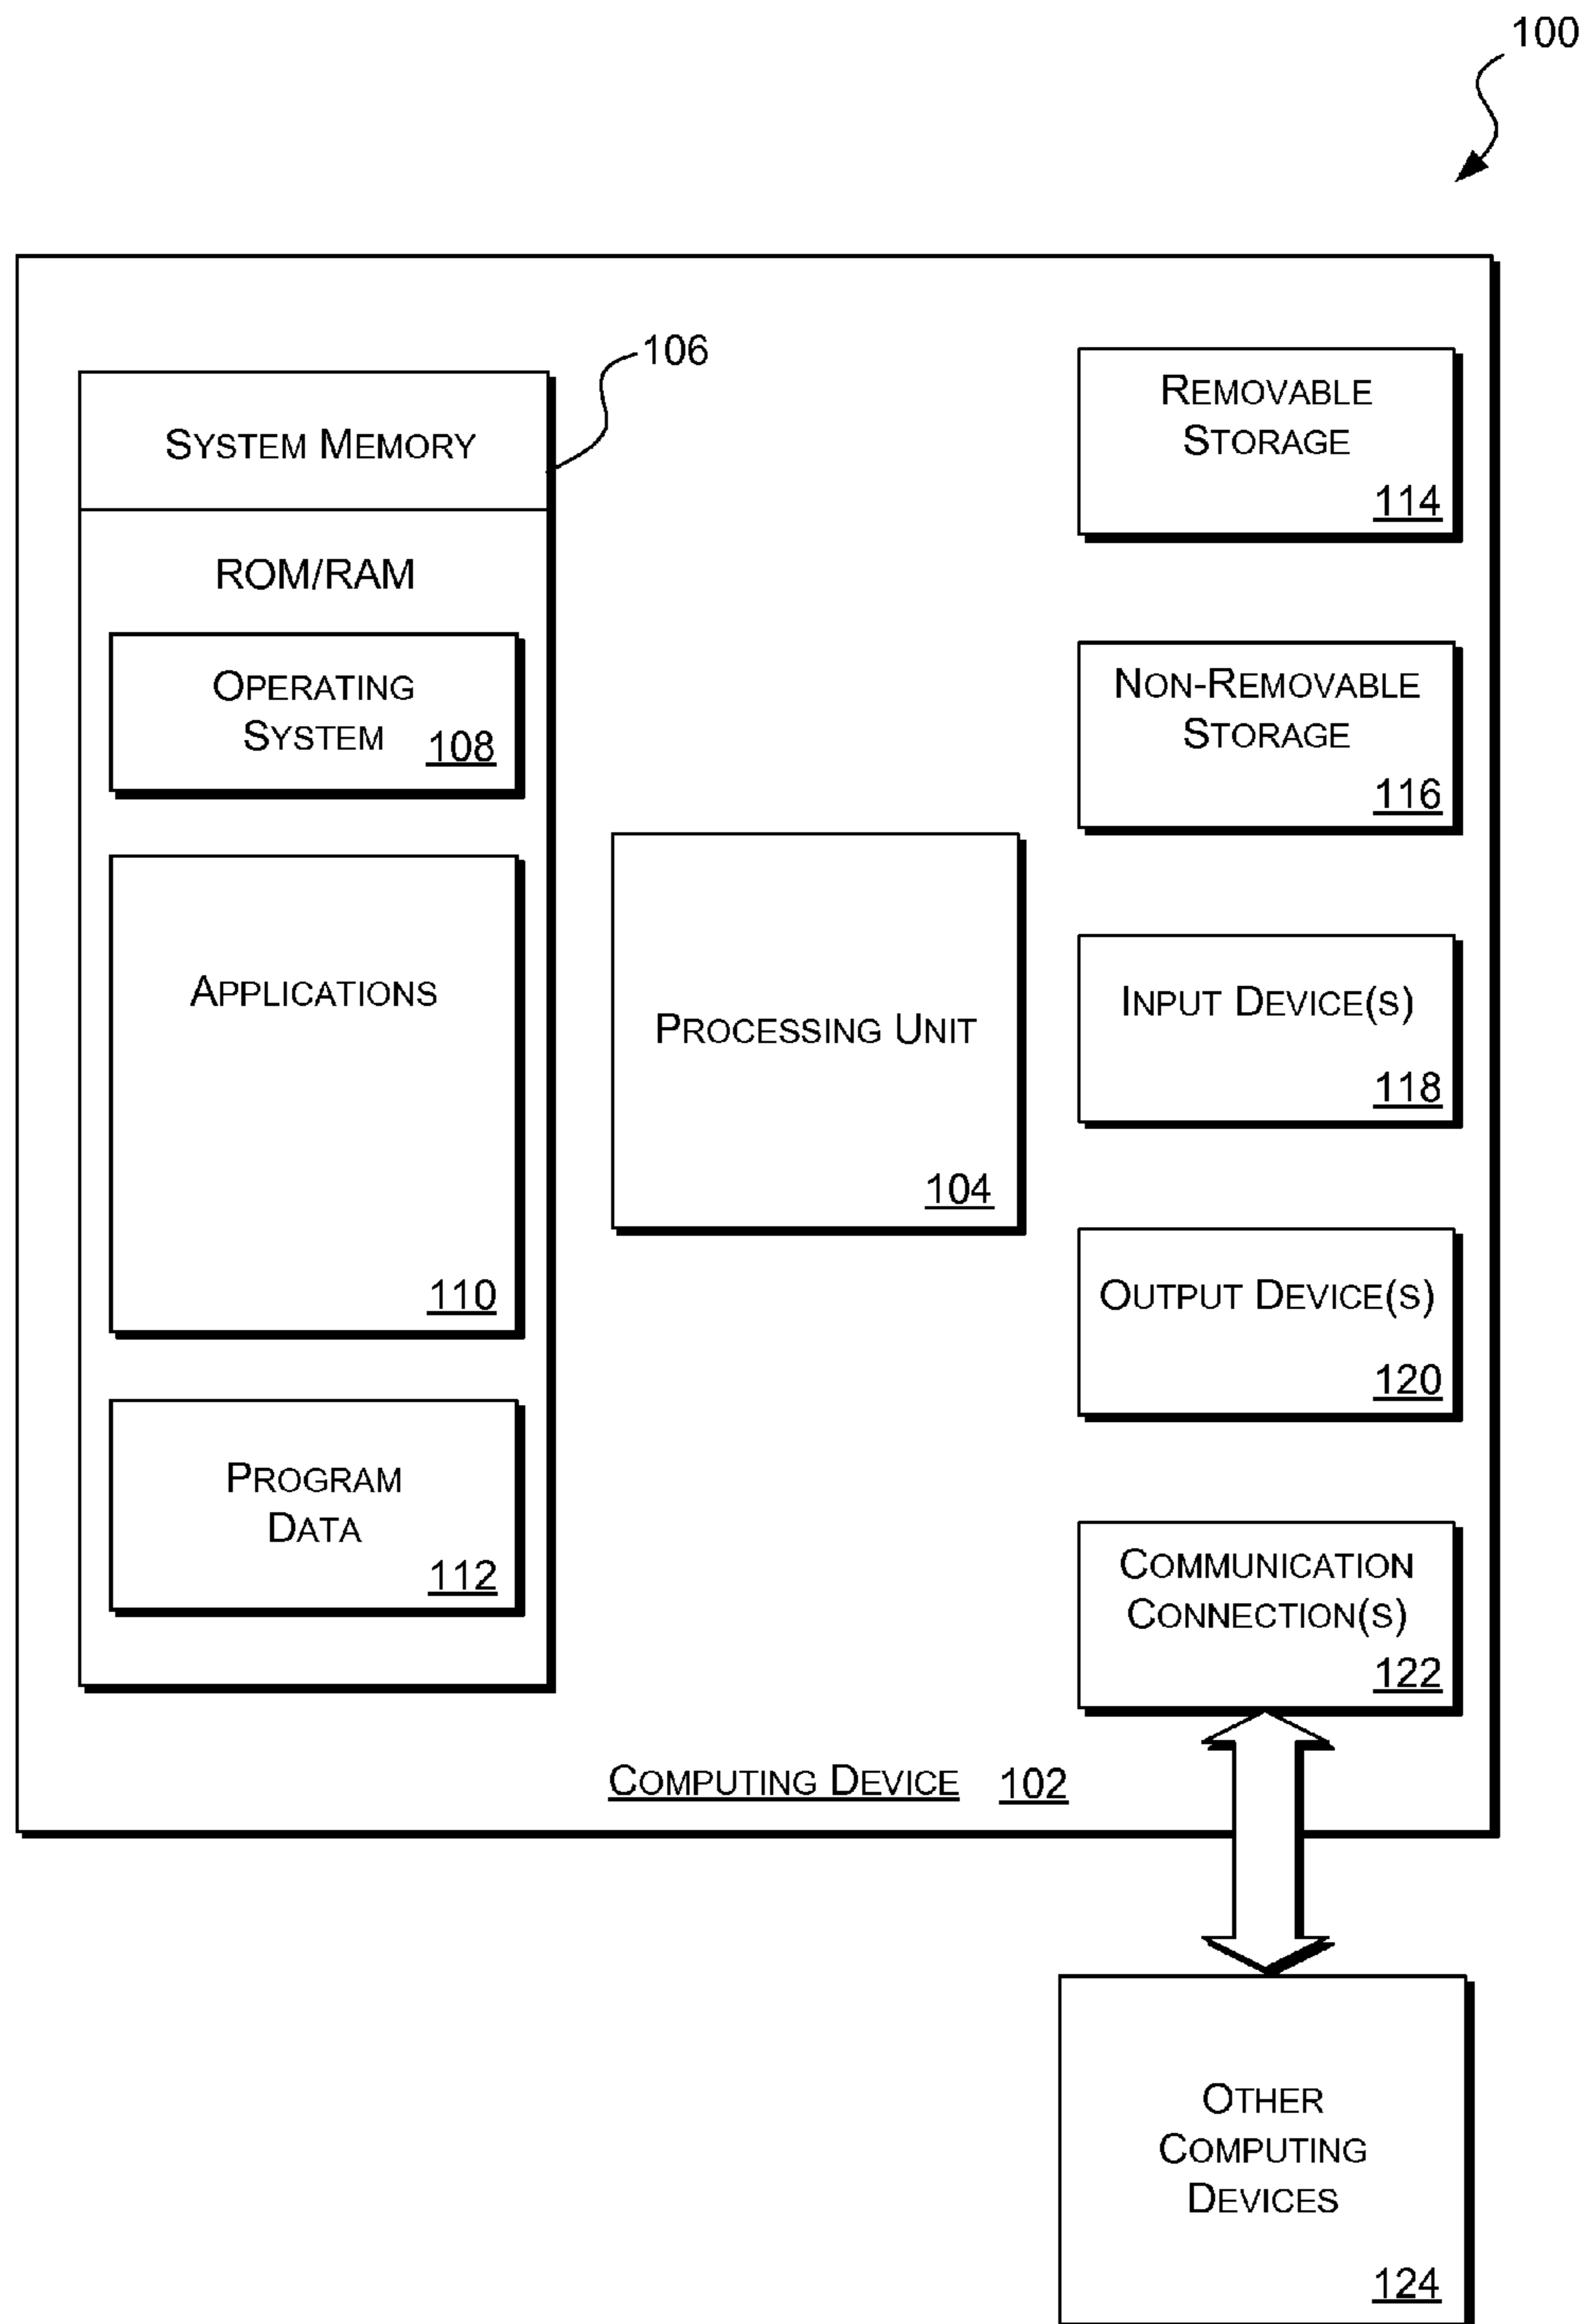 100
106
SYSTEM MEMORY
ROM/RAM
OPERATING
SYSTEM 108
APPLICATIONS
110
PROGRAM
DATA
112
PROCESSING UNIT
104
REMOVABLE
STORAGE
114
NON-REMOVABLE
STORAGE
116
INPUT DEVICE(S)
118
OUTPUT DEVICE(S)
120
COMMUNICATION
CONNECTION(S)
122
COMPUTING DEVICE 102
OTHER
COMPUTING
DEVICES
124